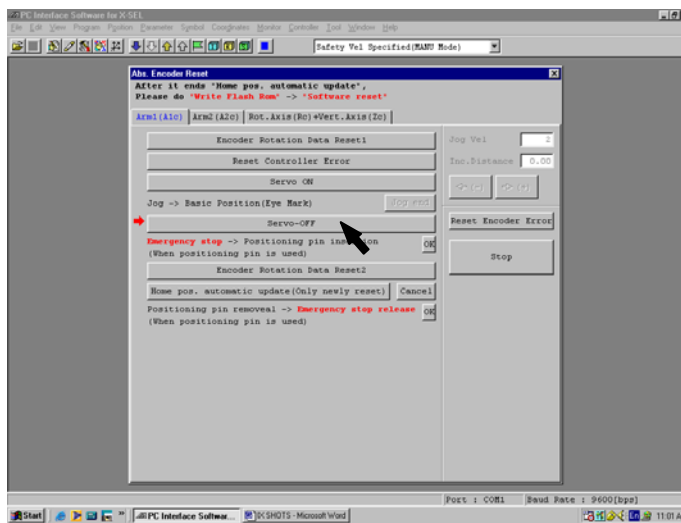 PC Interface Software for X-SEL
File Edit View Program Position Parameter Symbol Coordinates Monitor Controller Tool Window Help
Safety Vel Specified(MANU Mode)
Abs. Encoder Reset
After it ends "Home pos. automatic update",
Please do "Write Flash Rom" -> "Software reset"
Arm1(A1c) Arm2(A2c) Rot.Axis(Rc)+Vert.Axis(Zc)
Encoder Rotation Data Reset1
Jog Vel 2
Reset Controller Error
Inc.Distance 0.00
Servo ON
(-) (+)
Jog -> Basic Position(Eye Mark) Jog end
Servo-OFF
Reset Encoder Error
Emergency stop -> Positioning pin insertion OK
(When positioning pin is used)
Stop
Encoder Rotation Data Reset2
Home pos. automatic update(Only newly reset) Cancel
Positioning pin removeal -> Emergency stop release OK
(When positioning pin is used)
Port : COM1 Baud Rate : 9600[bps]
Start PC Interface Softwar... IX SHOTS - Microsoft Word En 11:01 A